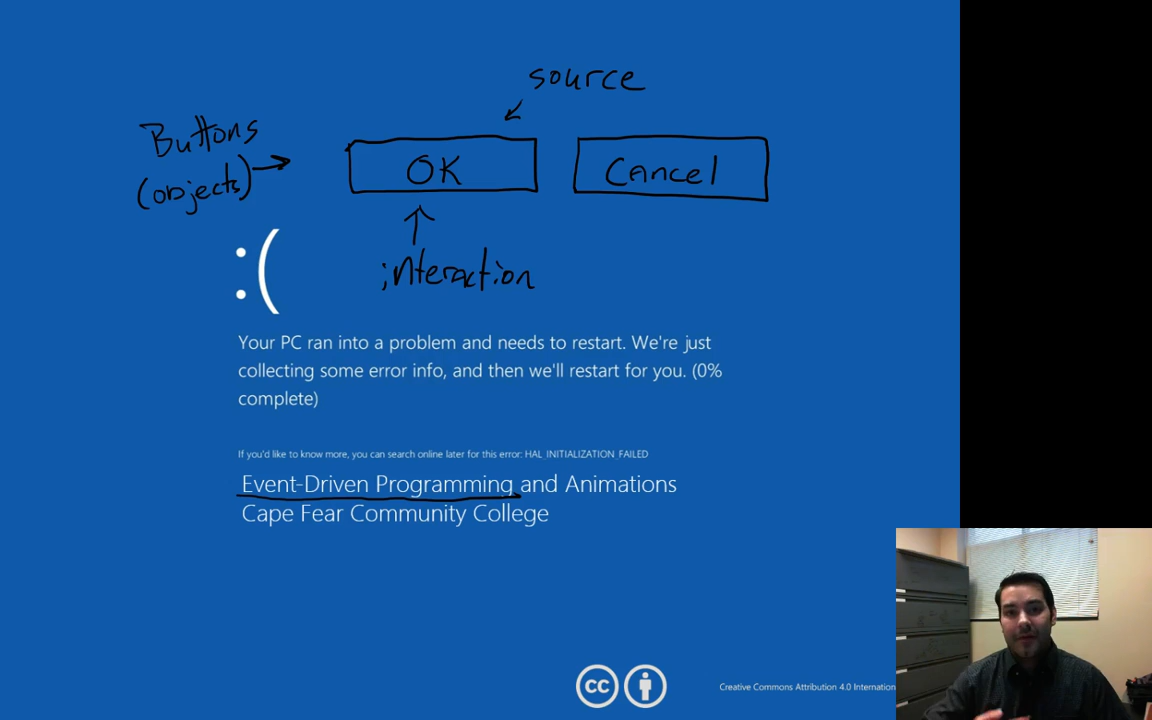 source
Buttons
(objects)
OK
Cancel
interaction
:(
Your PC ran into a problem and needs to restart. We're just
collecting some error info, and then we'll restart for you. (0%
complete)
If you'd like to know more, you can search online later for this error: HAL_INITIALIZATION_FAILED
Event-Driven Programming and Animations
Cape Fear Community College
cc
Creative Commons Attribution 4.0 Internation